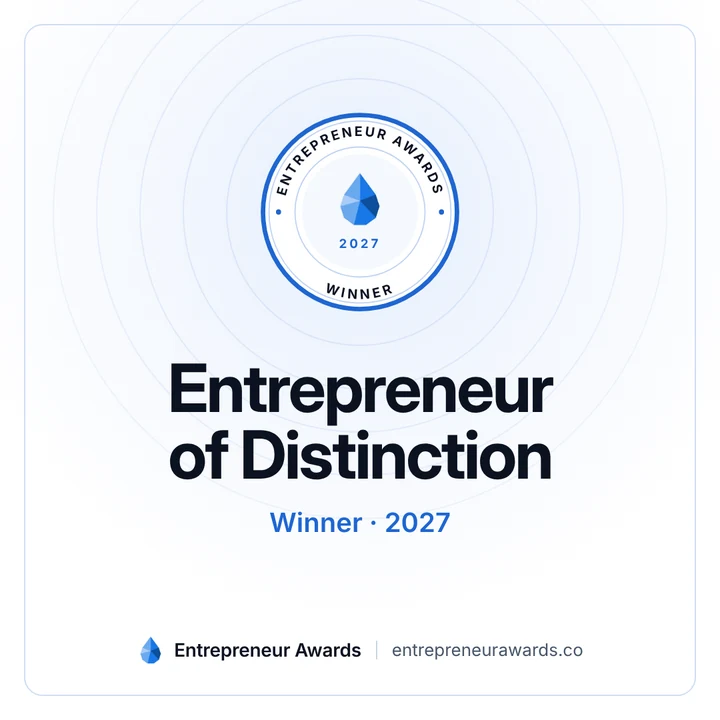 ENTREPRENEUR AWARDS
2027
WINNER
Entrepreneur
of Distinction
Winner · 2027
Entrepreneur Awards | entrepreneurawards.co